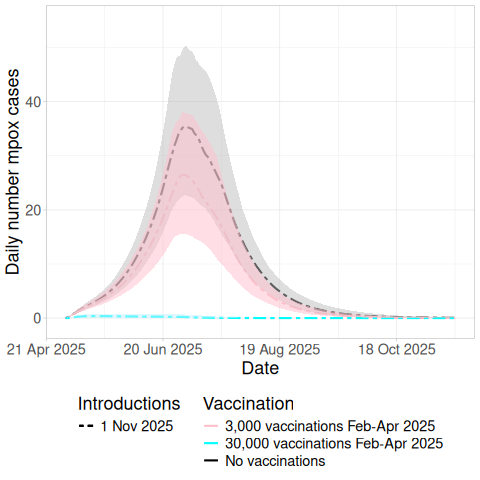 Daily number mpox cases
40
20
0
21 Apr 2025 20 Jun 2025 19 Aug 2025 18 Oct 2025
Date
Introductions
1 Nov 2025
Vaccination
3,000 vaccinations Feb-Apr 2025
30,000 vaccinations Feb-Apr 2025
No vaccinations